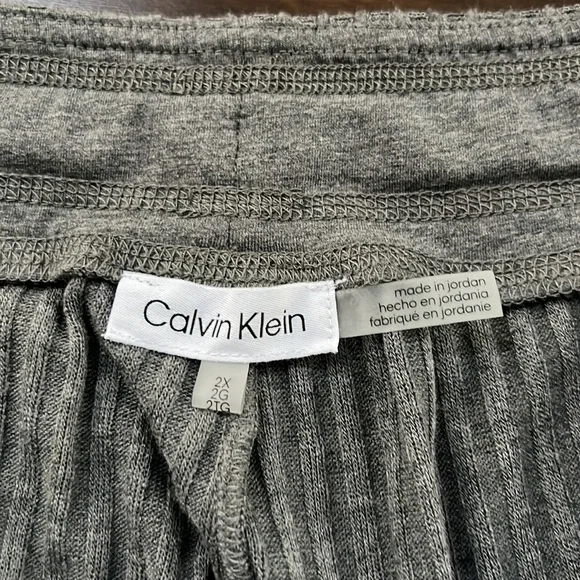 Calvin Klein
made in jordan
hecho en jordania
fabriqué en jordanie
2X
2G
2TG